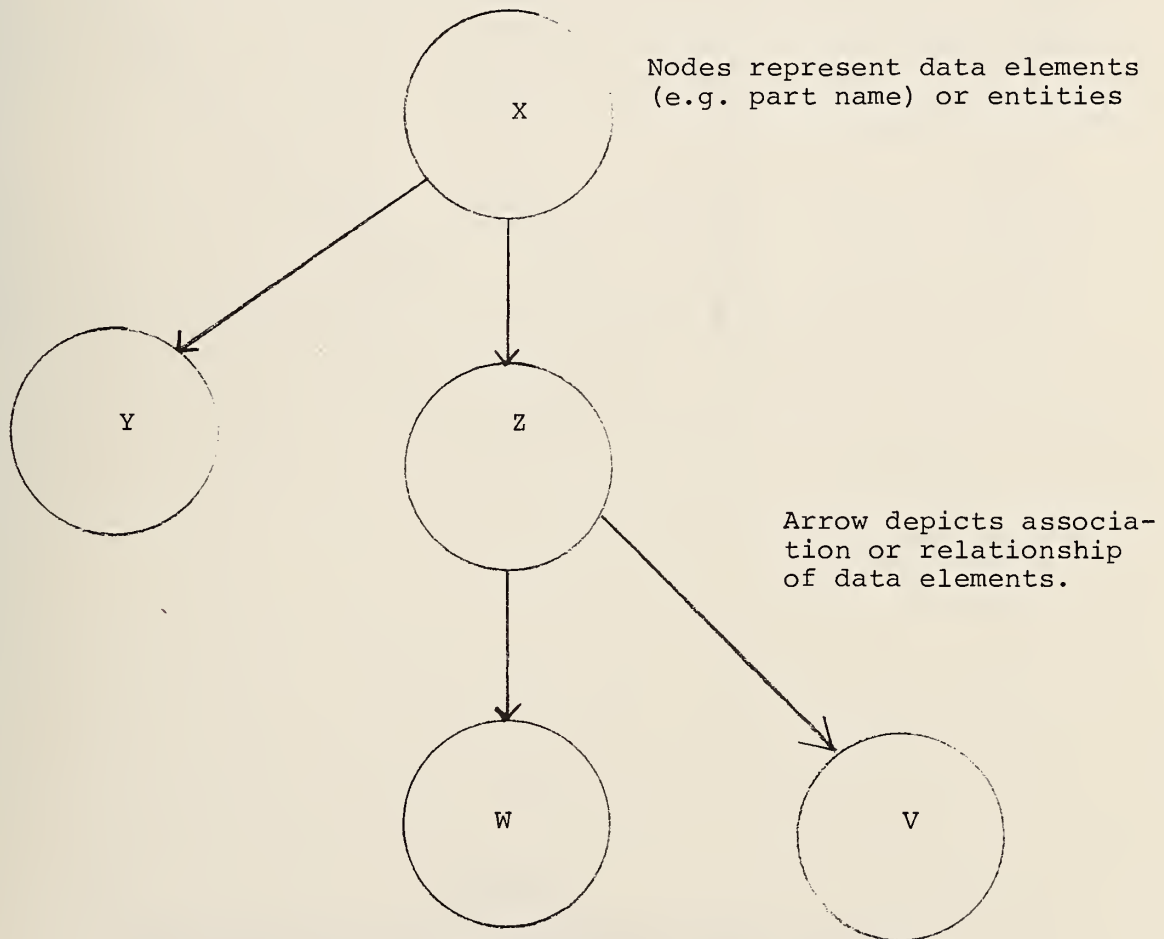 X
Nodes represent data elements
(e.g. part name) or entities
Y
Z
Arrow depicts associa-
tion or relationship
of data elements.
W
V